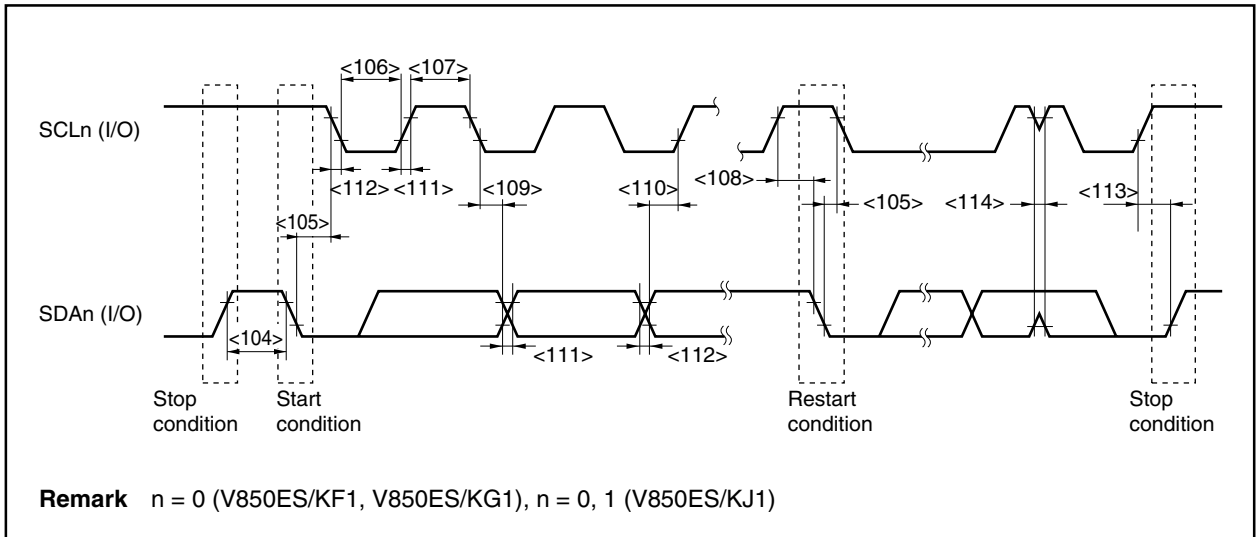 <106> <107>
SCLn (I/O)
<112> <111> <109> <110> <108> <105> <114> <113>
<105>
SDAn (I/O)
<104>
<111> <112>
Stop condition
Start condition
Restart condition
Stop condition
Remark n = 0 (V850ES/KF1, V850ES/KG1), n = 0, 1 (V850ES/KJ1)